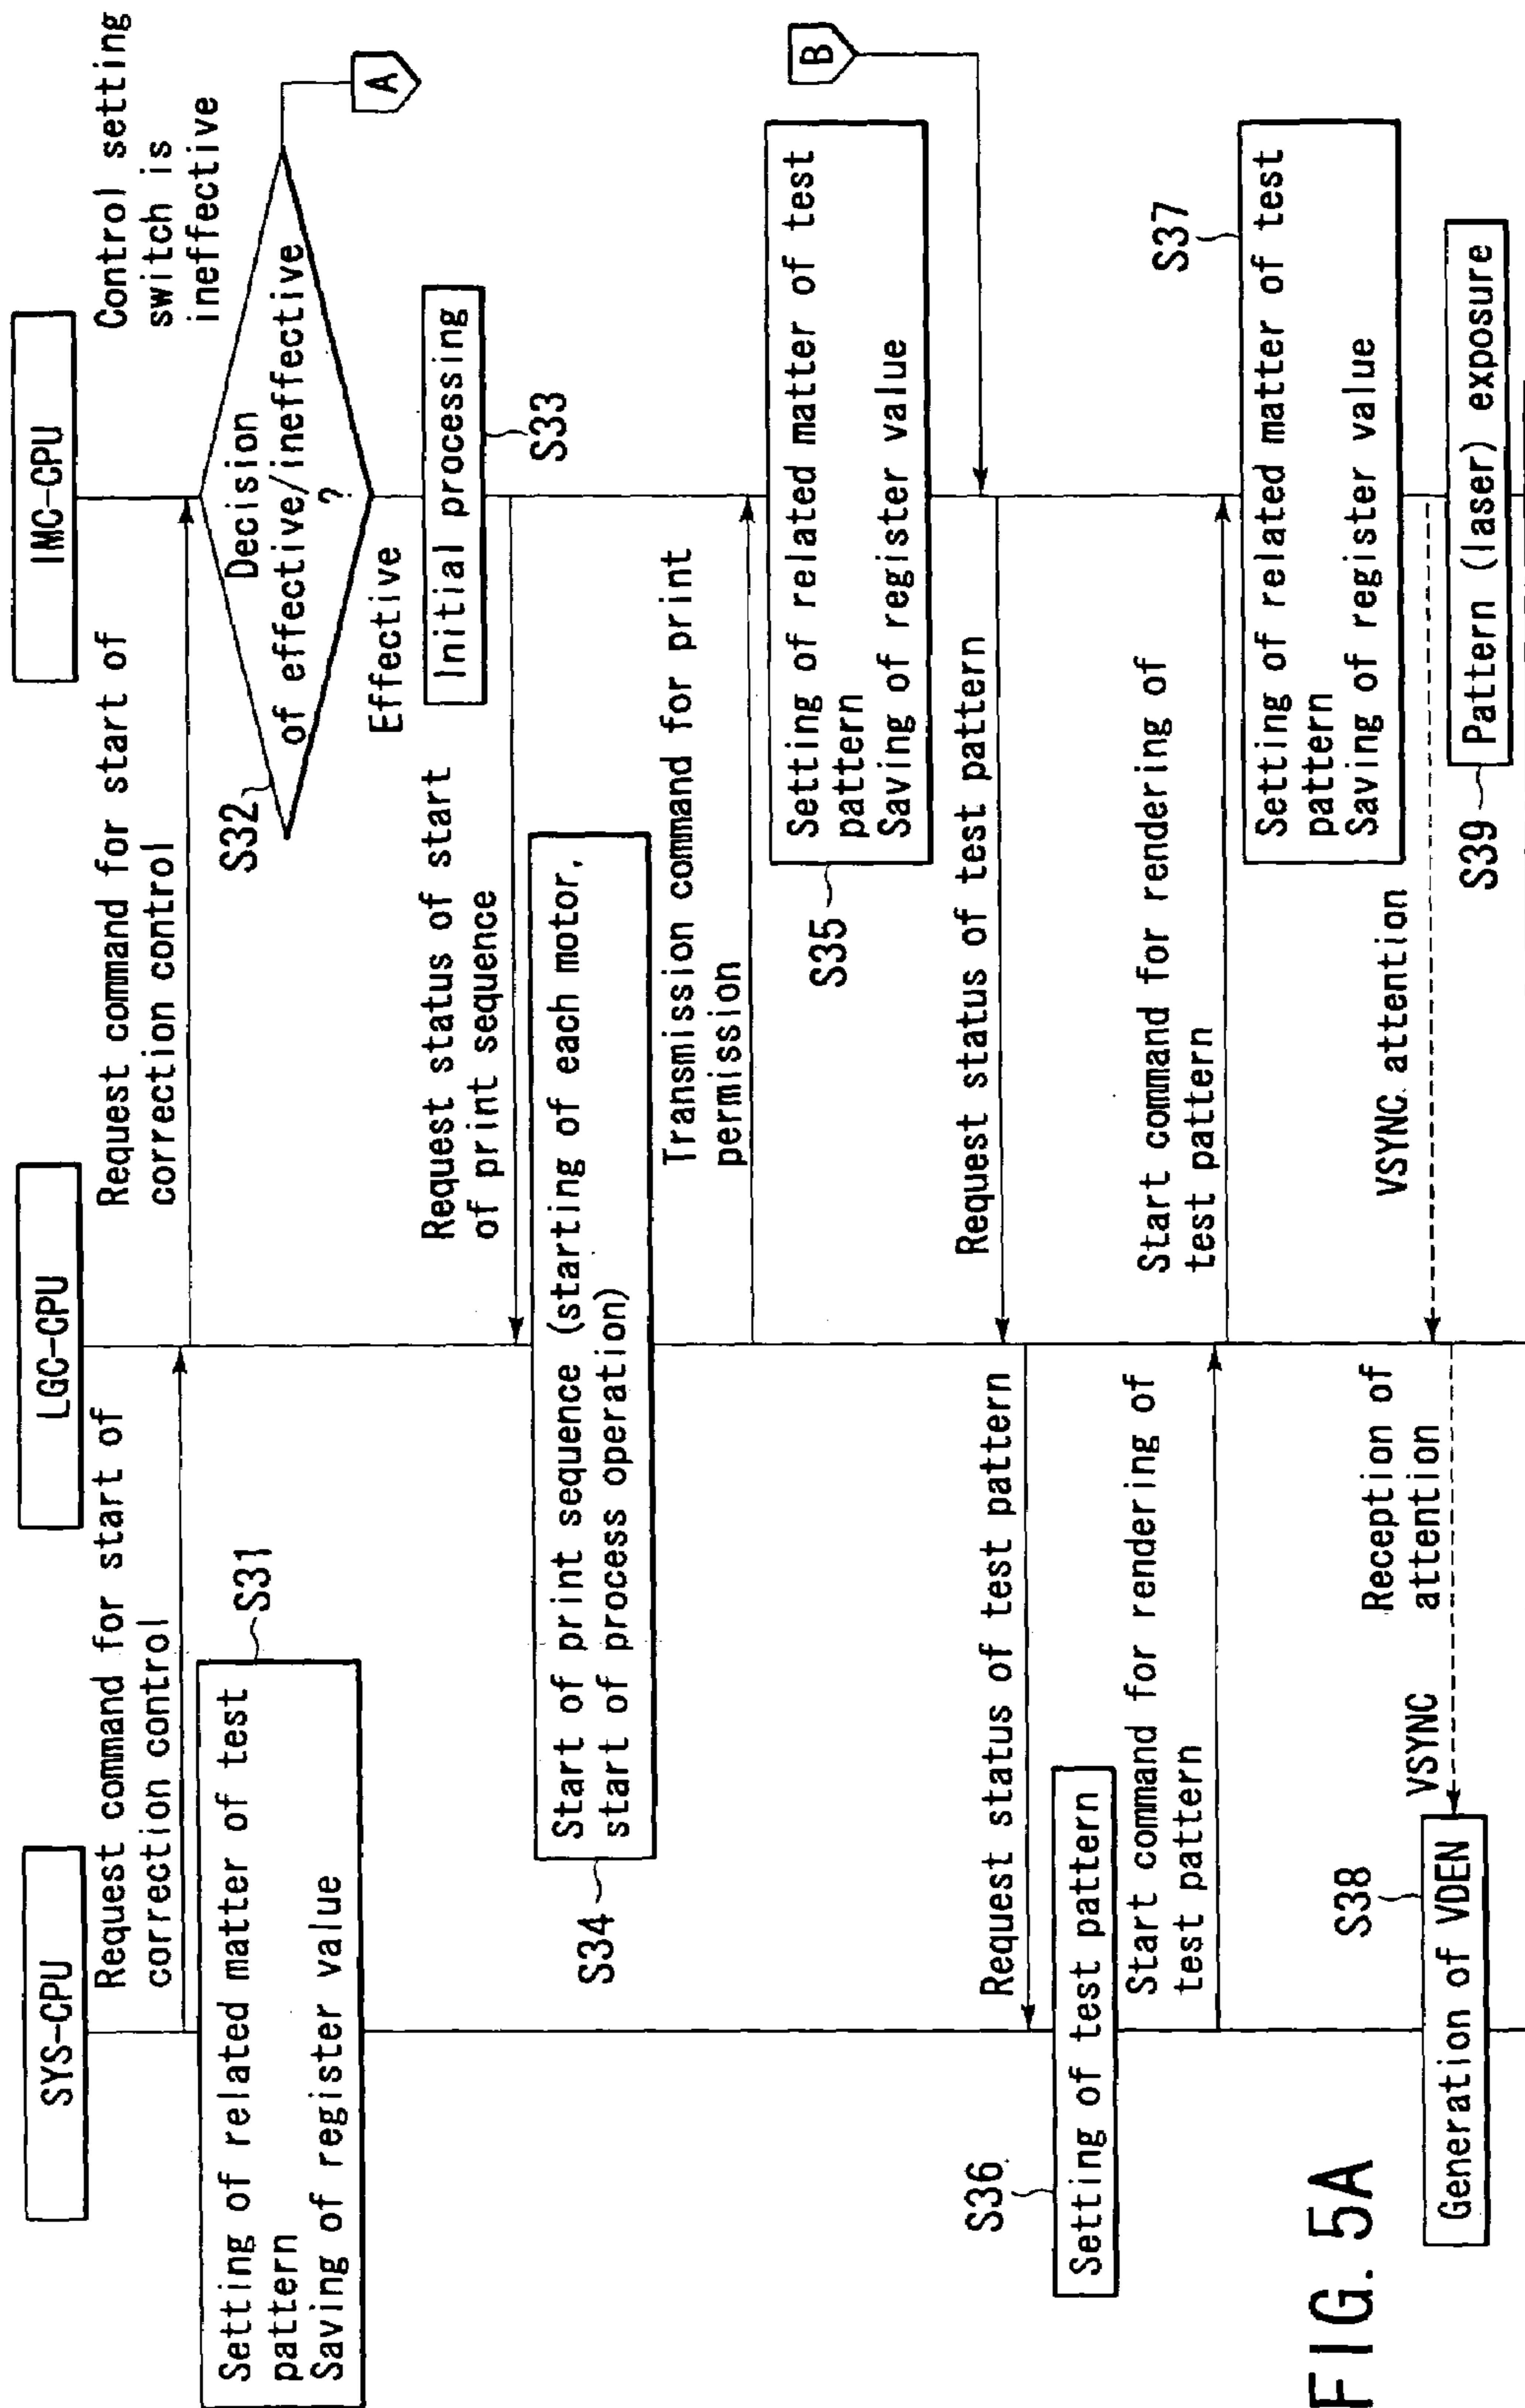 SYS-CPU
LGC-CPU
IMC-CPU
Request command for start of
correction control
Request command for start of
correction control
Control setting
switch is
ineffective
Setting of related matter of test
pattern
Saving of register value
S31
S32
Decision
of effective/ineffective
?
A
Effective
Initial processing
S33
Request status of start
of print sequence
S34
Start of print sequence (starting of each motor,
start of process operation)
Transmission command for print
permission
Setting of related matter of test
pattern
Saving of register value
S35
B
Request status of test pattern
Request status of test pattern
S36
Setting of test pattern
Start command for rendering of
test pattern
Start command for rendering of
test pattern
S37
Setting of related matter of test
pattern
Saving of register value
VSYNC attention
Reception of
attention
VSYNC
S38
Generation of VDEN
S39
Pattern (laser) exposure
FIG. 5A